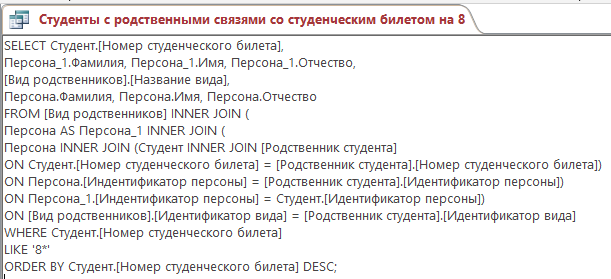 Студенты с родственными связями со студенческим билетом на 8
SELECT Студент.[Номер студенческого билета],
Персона_1.Фамилия, Персона_1.Имя, Персона_1.Отчество,
[Вид родственников].[Название вида],
Персона.Фамилия, Персона.Имя, Персона.Отчество
FROM [Вид родственников] INNER JOIN (
Персона AS Персона_1 INNER JOIN (
Персона INNER JOIN (Студент INNER JOIN [Родственник студента]
ON Студент.[Номер студенческого билета] = [Родственник студента].[Номер студенческого билета])
ON Персона.[Индентификатор персоны] = [Родственник студента].[Идентификатор персоны])
ON Персона_1.[Индентификатор персоны] = Студент.[Идентификатор персоны])
ON [Вид родственников].[Идентификатор вида] = [Родственник студента].[Идентификатор вида]
WHERE Студент.[Номер студенческого билета]
LIKE '8*'
ORDER BY Студент.[Номер студенческого билета] DESC;